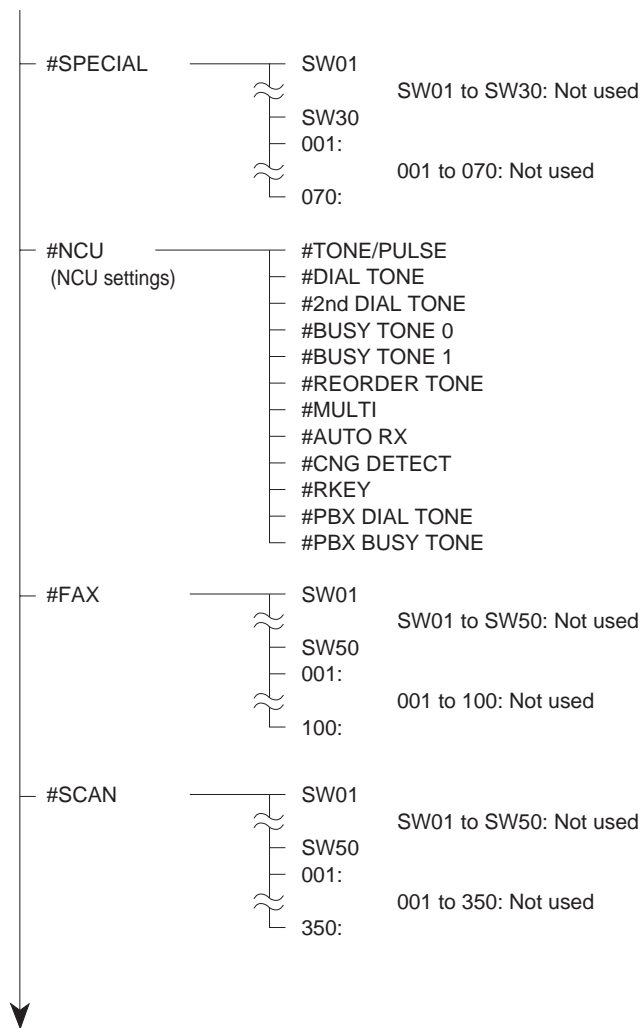 #SPECIAL SW01
SW01 to SW30: Not used
SW30
001:
001 to 070: Not used
070:
#NCU #TONE/PULSE
(NCU settings) #DIAL TONE
#2nd DIAL TONE
#BUSY TONE 0
#BUSY TONE 1
#REORDER TONE
#MULTI
#AUTO RX
#CNG DETECT
#RKEY
#PBX DIAL TONE
#PBX BUSY TONE
#FAX SW01
SW01 to SW50: Not used
SW50
001:
001 to 100: Not used
100:
#SCAN SW01
SW01 to SW50: Not used
SW50
001:
001 to 350: Not used
350: